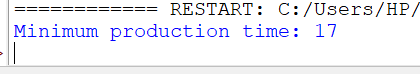 ============ RESTART: C:/Users/HP/
Minimum production time: 17